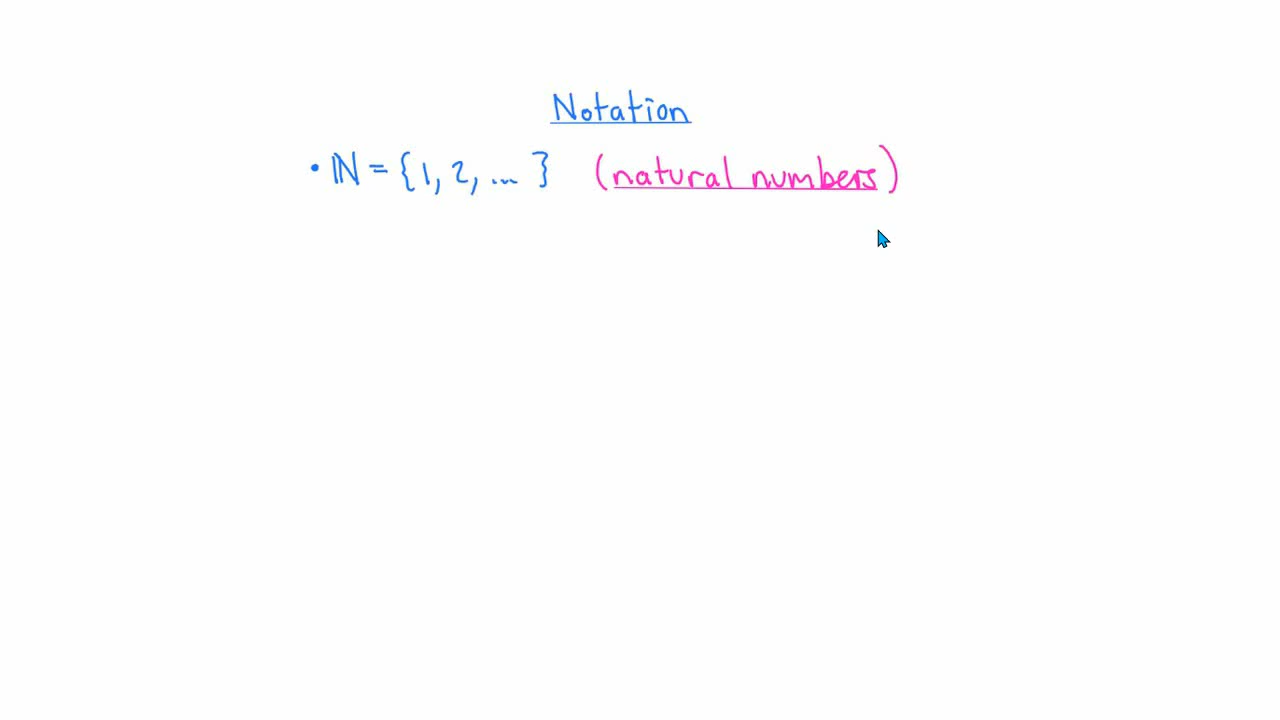 Notation
• ℕ = {1, 2, ... } (natural numbers)